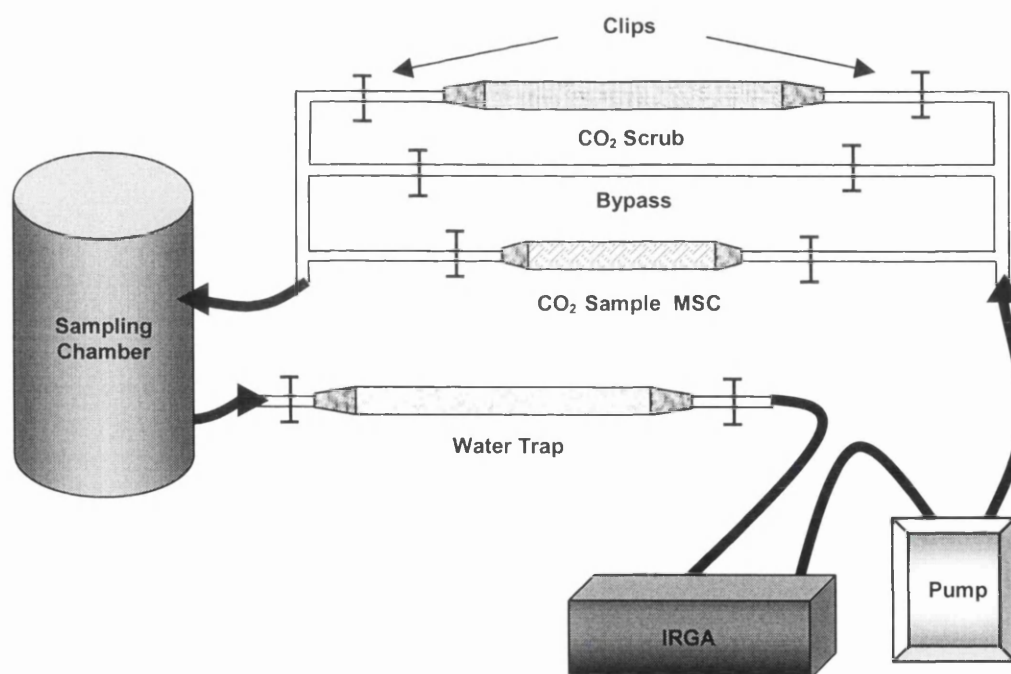 Clips
CO₂ Scrub
Bypass
CO₂ Sample MSC
Sampling
Chamber
Water Trap
Pump
IRGA